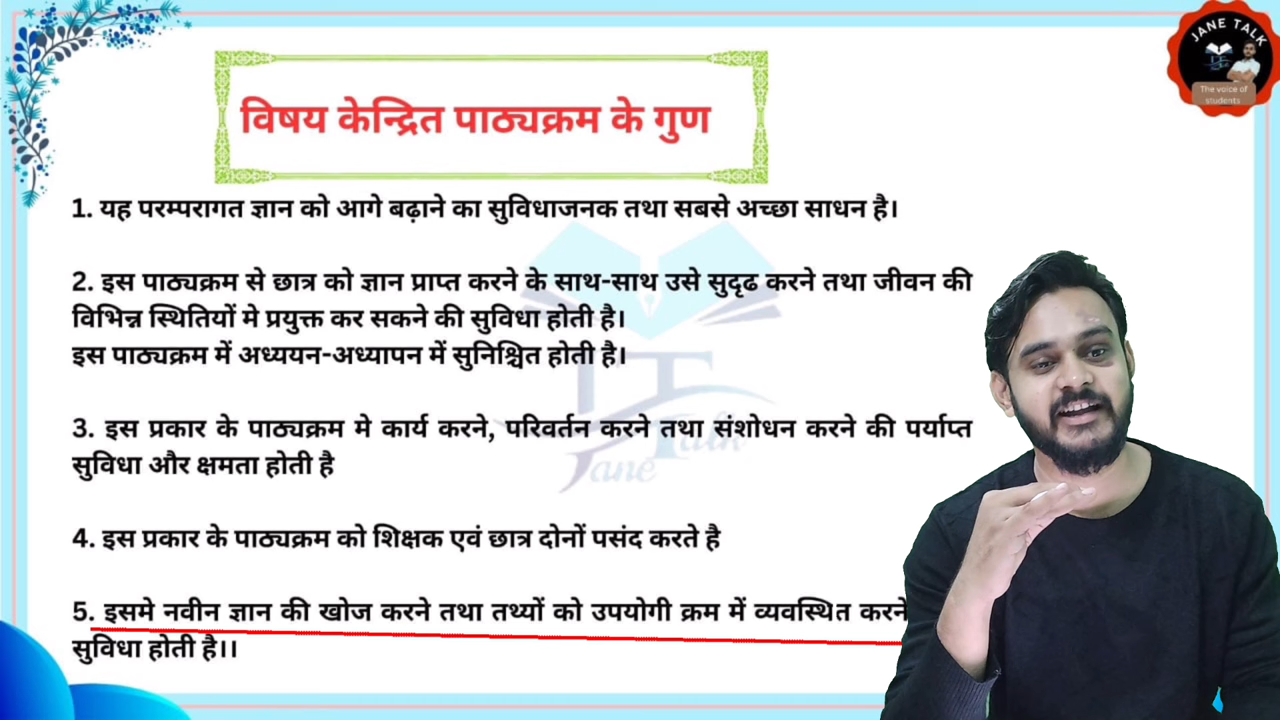 विषय केन्द्रित पाठ्यक्रम के गुण
JANE TALK
The voice of
students
1. यह परम्परागत ज्ञान को आगे बढ़ाने का सुविधाजनक तथा सबसे अच्छा साधन है।
2. इस पाठ्यक्रम से छात्र को ज्ञान प्राप्त करने के साथ-साथ उसे सुदृढ करने तथा जीवन की
विभिन्न स्थितियों मे प्रयुक्त कर सकने की सुविधा होती है।
इस पाठ्यक्रम में अध्ययन-अध्यापन में सुनिश्चित होती है।
3. इस प्रकार के पाठ्यक्रम मे कार्य करने, परिवर्तन करने तथा संशोधन करने की पर्याप्त
सुविधा और क्षमता होती है
4. इस प्रकार के पाठ्यक्रम को शिक्षक एवं छात्र दोनों पसंद करते है
5. इसमे नवीन ज्ञान की खोज करने तथा तथ्यों को उपयोगी क्रम में व्यवस्थित करने
सुविधा होती है।।
Jane Talk